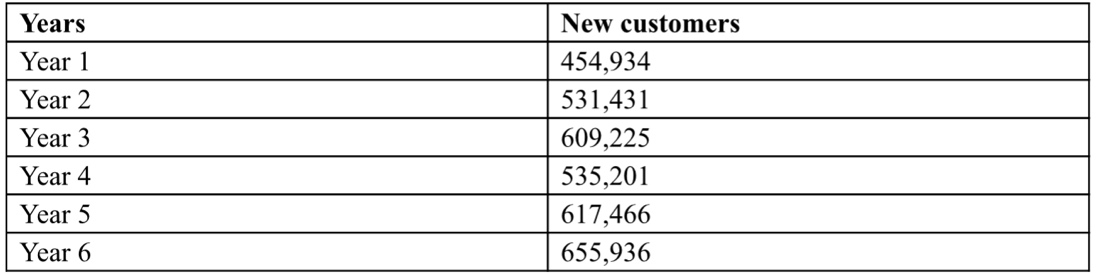 Years New customers
Year 1 454,934
Year 2 531,431
Year 3 609,225
Year 4 535,201
Year 5 617,466
Year 6 655,936